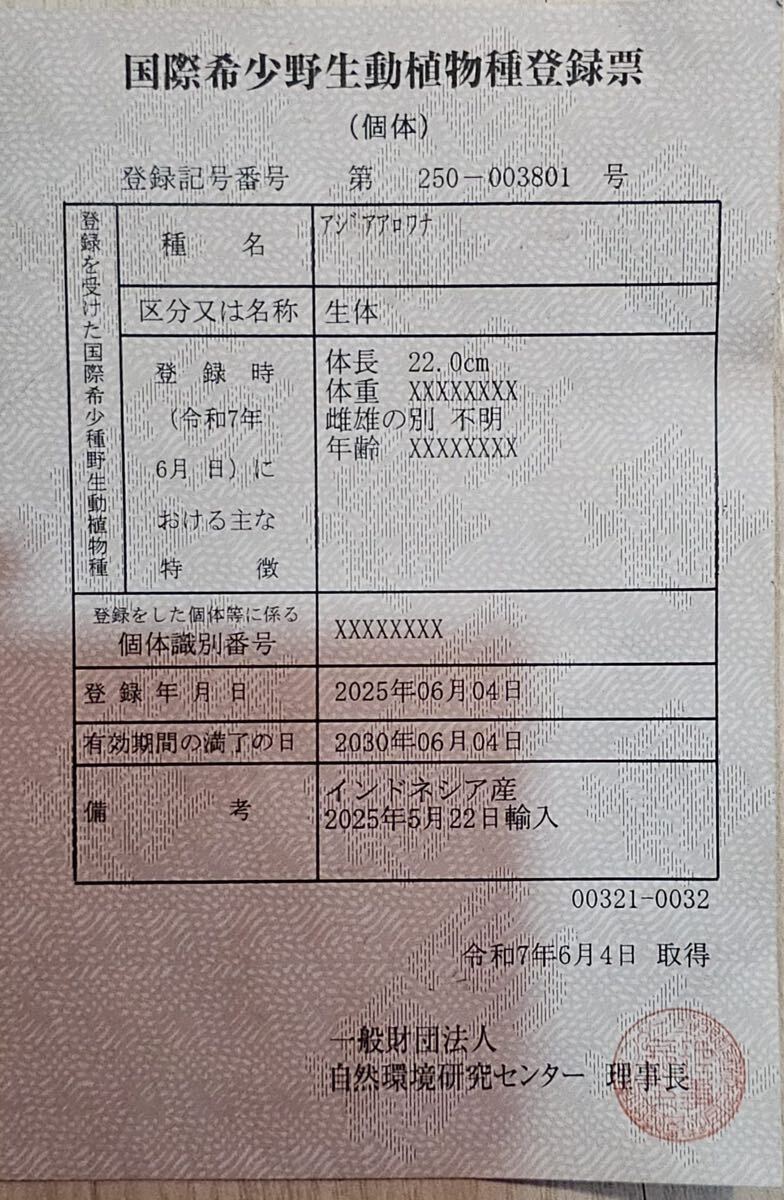 国際希少野生動植物種登録票
（個体）
登録記号番号 第 250－003801 号
登録を受けた国際希少種野生動植物種
種 名
ｱｼﾞｱｱﾛﾜﾅ
区分又は名称
生体
登 録 時
（令和7年
6月 日）に
おける主な
特 徴
体長 22.0cm
体重 XXXXXXXX
雌雄の別 不明
年齢 XXXXXXXX
登録をした個体等に係る
個体識別番号
XXXXXXXX
登 録 年 月 日
2025年06月04日
有効期間の満了の日
2030年06月04日
備 考
インドネシア産
2025年5月22日輸入
00321-0032
令和7年6月4日 取得
一般財団法人
自然環境研究センター 理事長